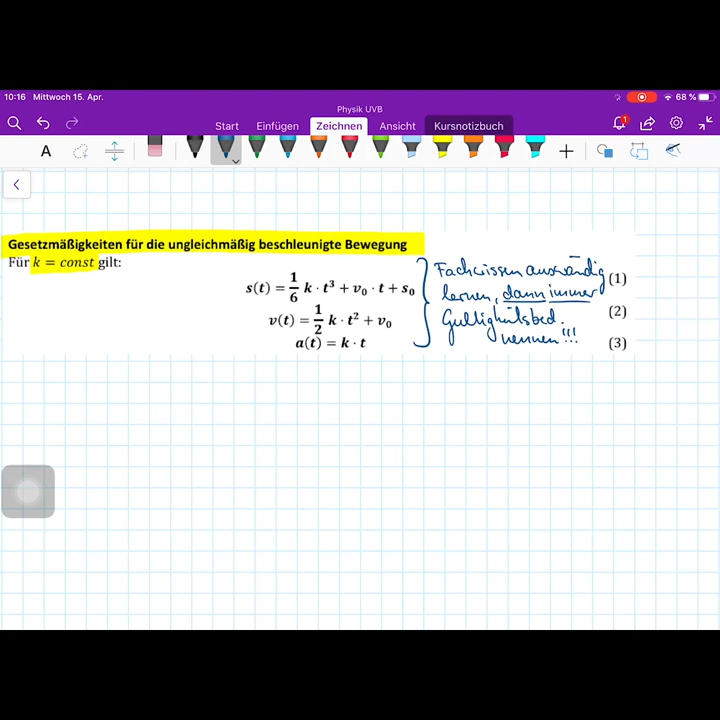 10:16 Mittwoch 15. Apr. 68 %
Physik UVB
Start Einfügen Zeichnen Ansicht Kursnotizbuch
1
A
Gesetzmäßigkeiten für die ungleichmäßig beschleunigte Bewegung
Für k = const gilt:
s(t) = 1/6 k · t³ + v₀ · t + s₀ (1)
v(t) = 1/2 k · t² + v₀ (2)
a(t) = k · t (3)
Fachwissen auswändig
lernen, dann immer
Gültigkeitsbed.
nennen!!!